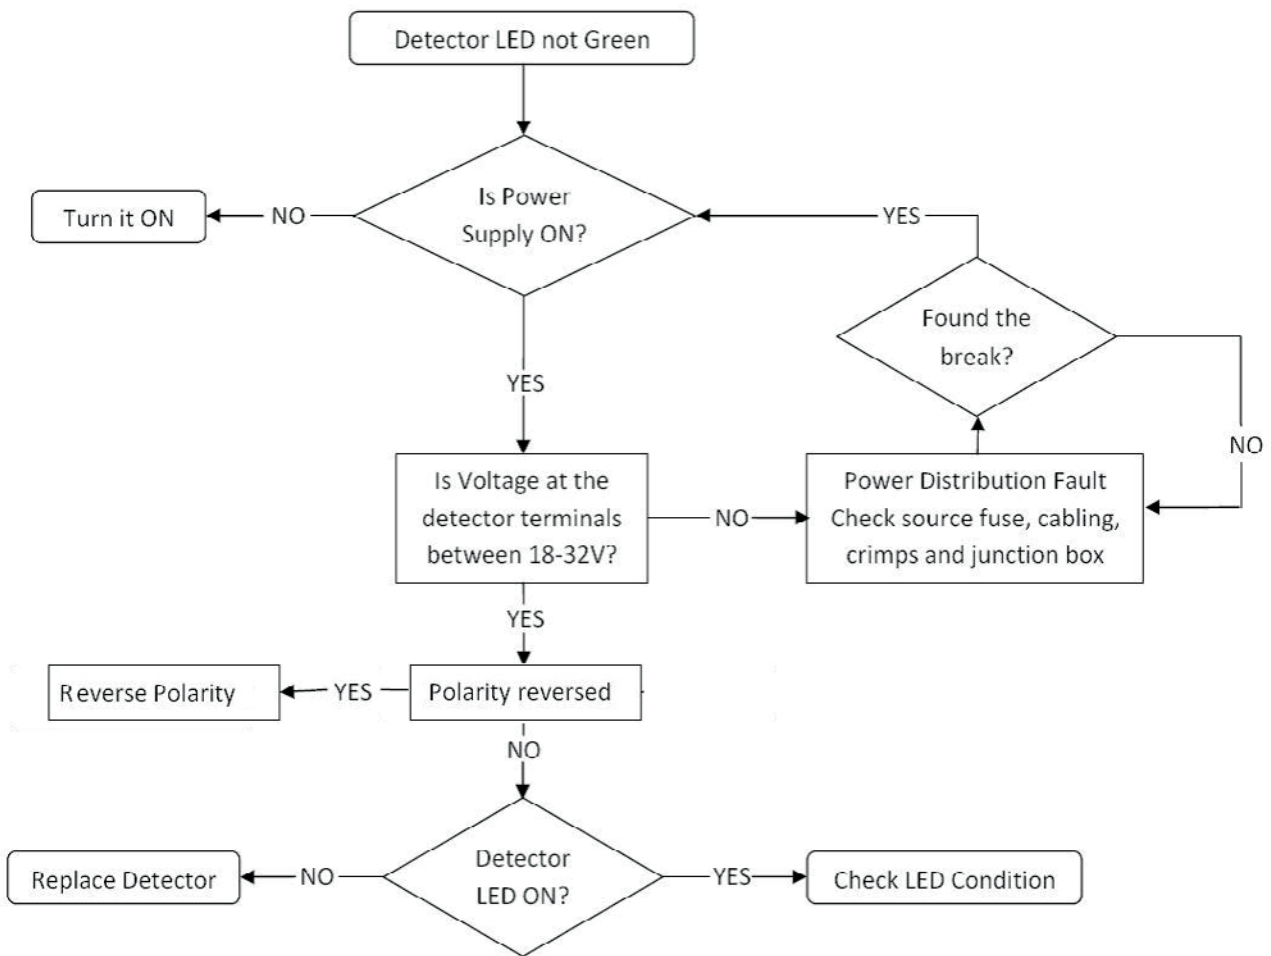 Detector LED not Green
Is Power
Supply ON?
NO
Turn it ON
YES
Found the
break?
NO
YES
Is Voltage at the
detector terminals
between 18-32V?
NO
Power Distribution Fault
Check source fuse, cabling,
crimps and junction box
YES
Polarity reversed
YES
Reverse Polarity
NO
Detector
LED ON?
NO
Replace Detector
YES
Check LED Condition